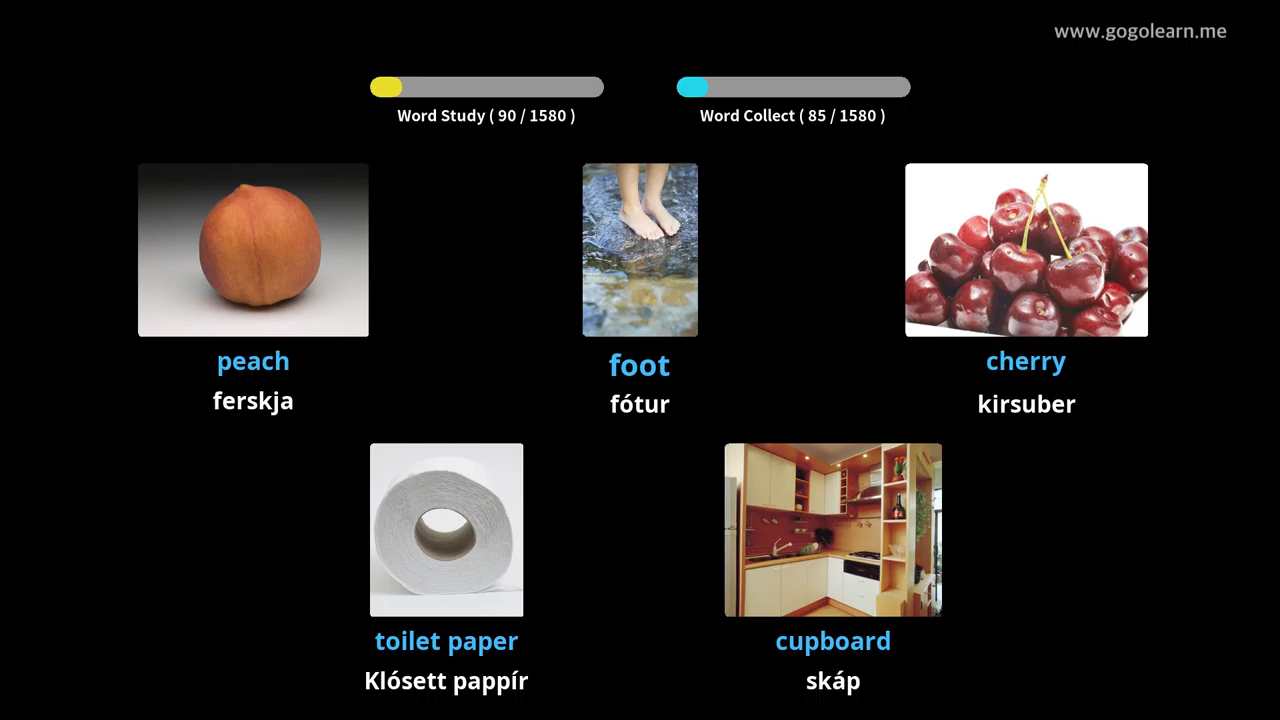 www.gogolearn.me
Word Study ( 90 / 1580 )
Word Collect ( 85 / 1580 )
peach
foot
cherry
ferskja
fótur
kirsuber
toilet paper
cupboard
Klósett pappír
skáp